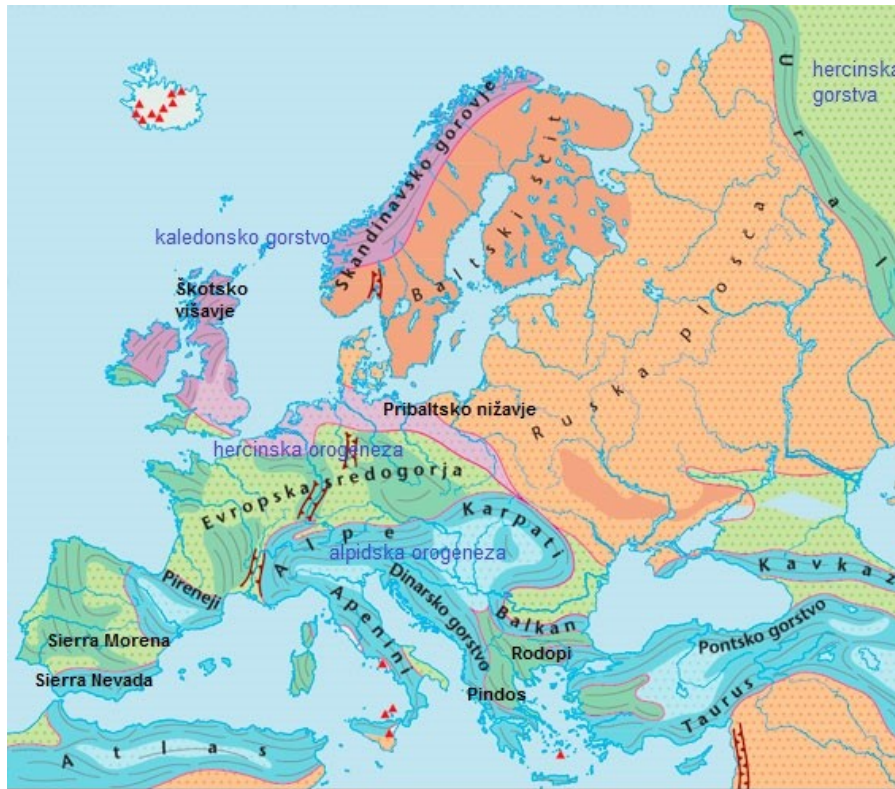 Ural
hercinska
gorstva
Skandinavsko gorovje
Baltski ščit
kaledonsko gorstvo
Škotsko
višavje
Ruska plošča
Pribaltsko nižavje
hercinska orogeneza
Evropska sredogorja
Karpati
Alpe
alpidska orogeneza
Kavkaz
Pireneji
Dinarsko gorstvo
Apenini
Balkan
Sierra Morena
Pontsko gorstvo
Rodopi
Sierra Nevada
Pindos
Taurus
Atlas